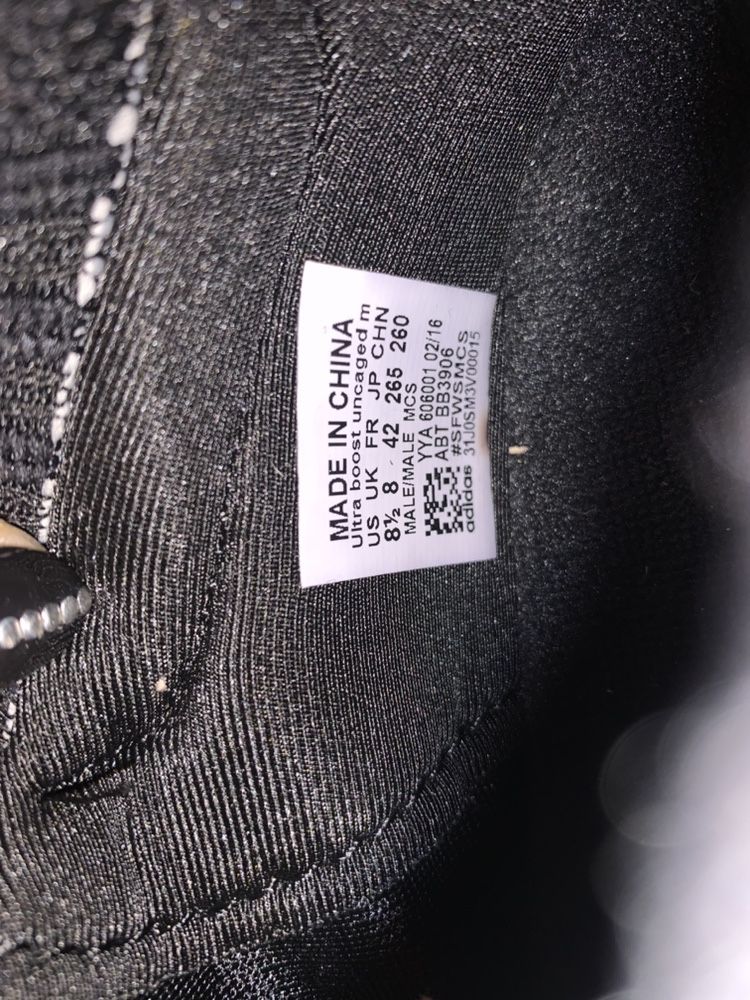 MADE IN CHINA
Ultra boost uncaged m
US UK FR JP CHN
8½ 8 42 265 260
MALE/MALE MCS
YYA 606001 02/16
ABT BB3906
#SFWSMCS
adidas 31J0SM3V00015